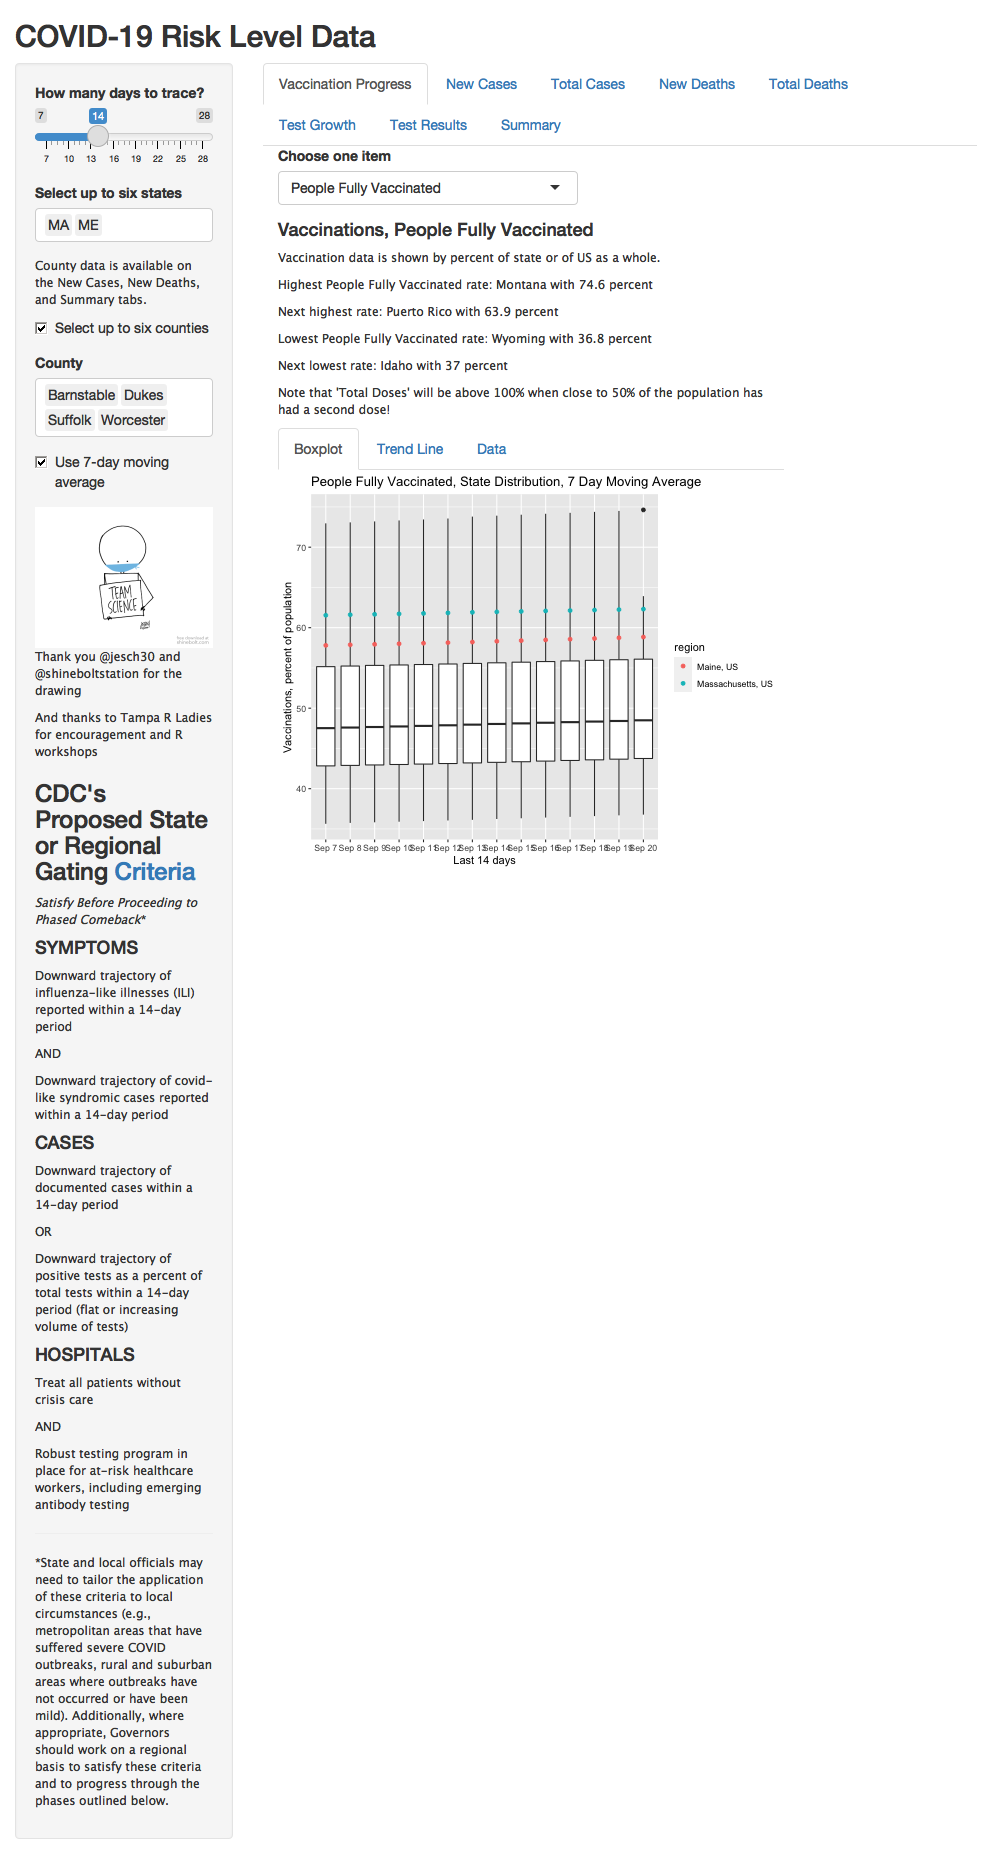 COVID-19 Risk Level Data
How many days to trace?
7 14 28
7 10 13 16 19 22 25 28
Select up to six states
MA ME
County data is available on
the New Cases, New Deaths,
and Summary tabs.
Select up to six counties
County
Barnstable Dukes
Suffolk Worcester
Use 7-day moving
average
TEAM
SCIENCE
Thank you @jesch30 and
@shineboltstation for the
drawing
And thanks to Tampa R Ladies
for encouragement and R
workshops
CDC's
Proposed State
or Regional
Gating Criteria
Satisfy Before Proceeding to
Phased Comeback*
SYMPTOMS
Downward trajectory of
influenza-like illnesses (ILI)
reported within a 14-day
period
AND
Downward trajectory of covid-
like syndromic cases reported
within a 14-day period
CASES
Downward trajectory of
documented cases within a
14-day period
OR
Downward trajectory of
positive tests as a percent of
total tests within a 14-day
period (flat or increasing
volume of tests)
HOSPITALS
Treat all patients without
crisis care
AND
Robust testing program in
place for at-risk healthcare
workers, including emerging
antibody testing
*State and local officials may
need to tailor the application
of these criteria to local
circumstances (e.g.,
metropolitan areas that have
suffered severe COVID
outbreaks, rural and suburban
areas where outbreaks have
not occurred or have been
mild). Additionally, where
appropriate, Governors
should work on a regional
basis to satisfy these criteria
and to progress through the
phases outlined below.
Vaccination Progress New Cases Total Cases New Deaths Total Deaths
Test Growth Test Results Summary
Choose one item
People Fully Vaccinated
Vaccinations, People Fully Vaccinated
Vaccination data is shown by percent of state or of US as a whole.
Highest People Fully Vaccinated rate: Montana with 74.6 percent
Next highest rate: Puerto Rico with 63.9 percent
Lowest People Fully Vaccinated rate: Wyoming with 36.8 percent
Next lowest rate: Idaho with 37 percent
Note that 'Total Doses' will be above 100% when close to 50% of the population has
had a second dose!
Boxplot Trend Line Data
People Fully Vaccinated, State Distribution, 7 Day Moving Average
Vaccinations, percent of population
70
60
50
40
Sep 7 Sep 8 Sep 9 Sep 10 Sep 11 Sep 12 Sep 13 Sep 14 Sep 15 Sep 16 Sep 17 Sep 18 Sep 19 Sep 20
Last 14 days
region
Maine, US
Massachusetts, US